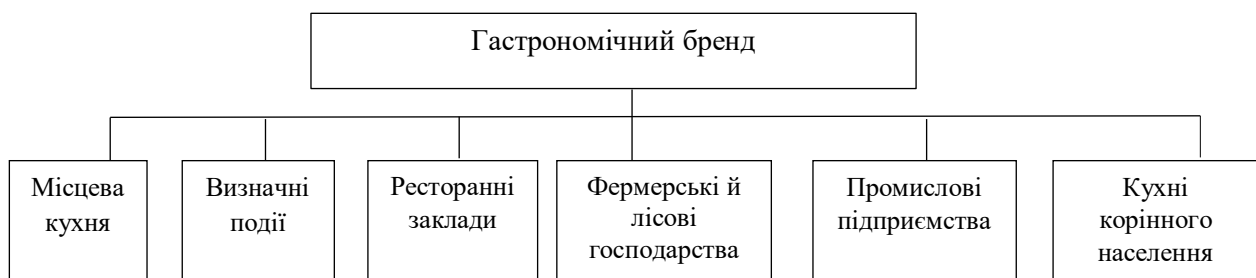 Гастрономічний бренд
Місцева
кухня
Визначні
події
Ресторанні
заклади
Фермерські й
лісові
господарства
Промислові
підприємства
Кухні
корінного
населення